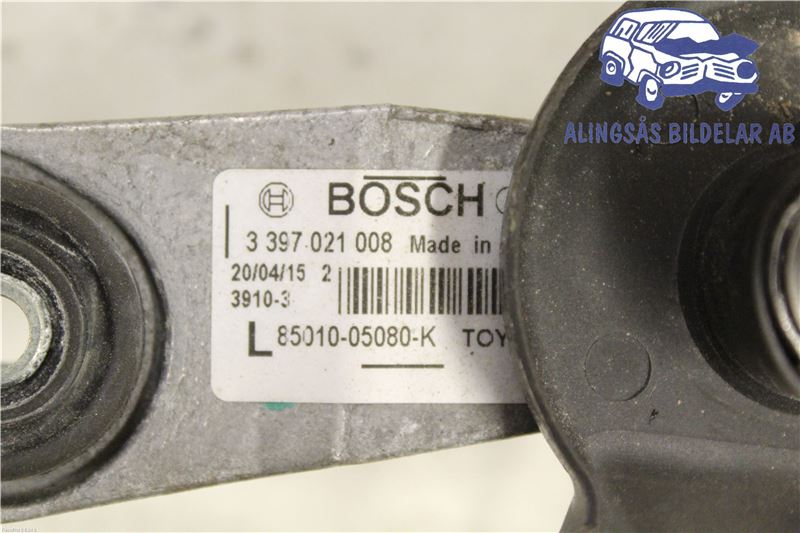 ALINGSÅS BILDELAR AB
BOSCH
3 397 021 008 Made in
20/04/15 2
3910-3
L 85010-05080-K TOY